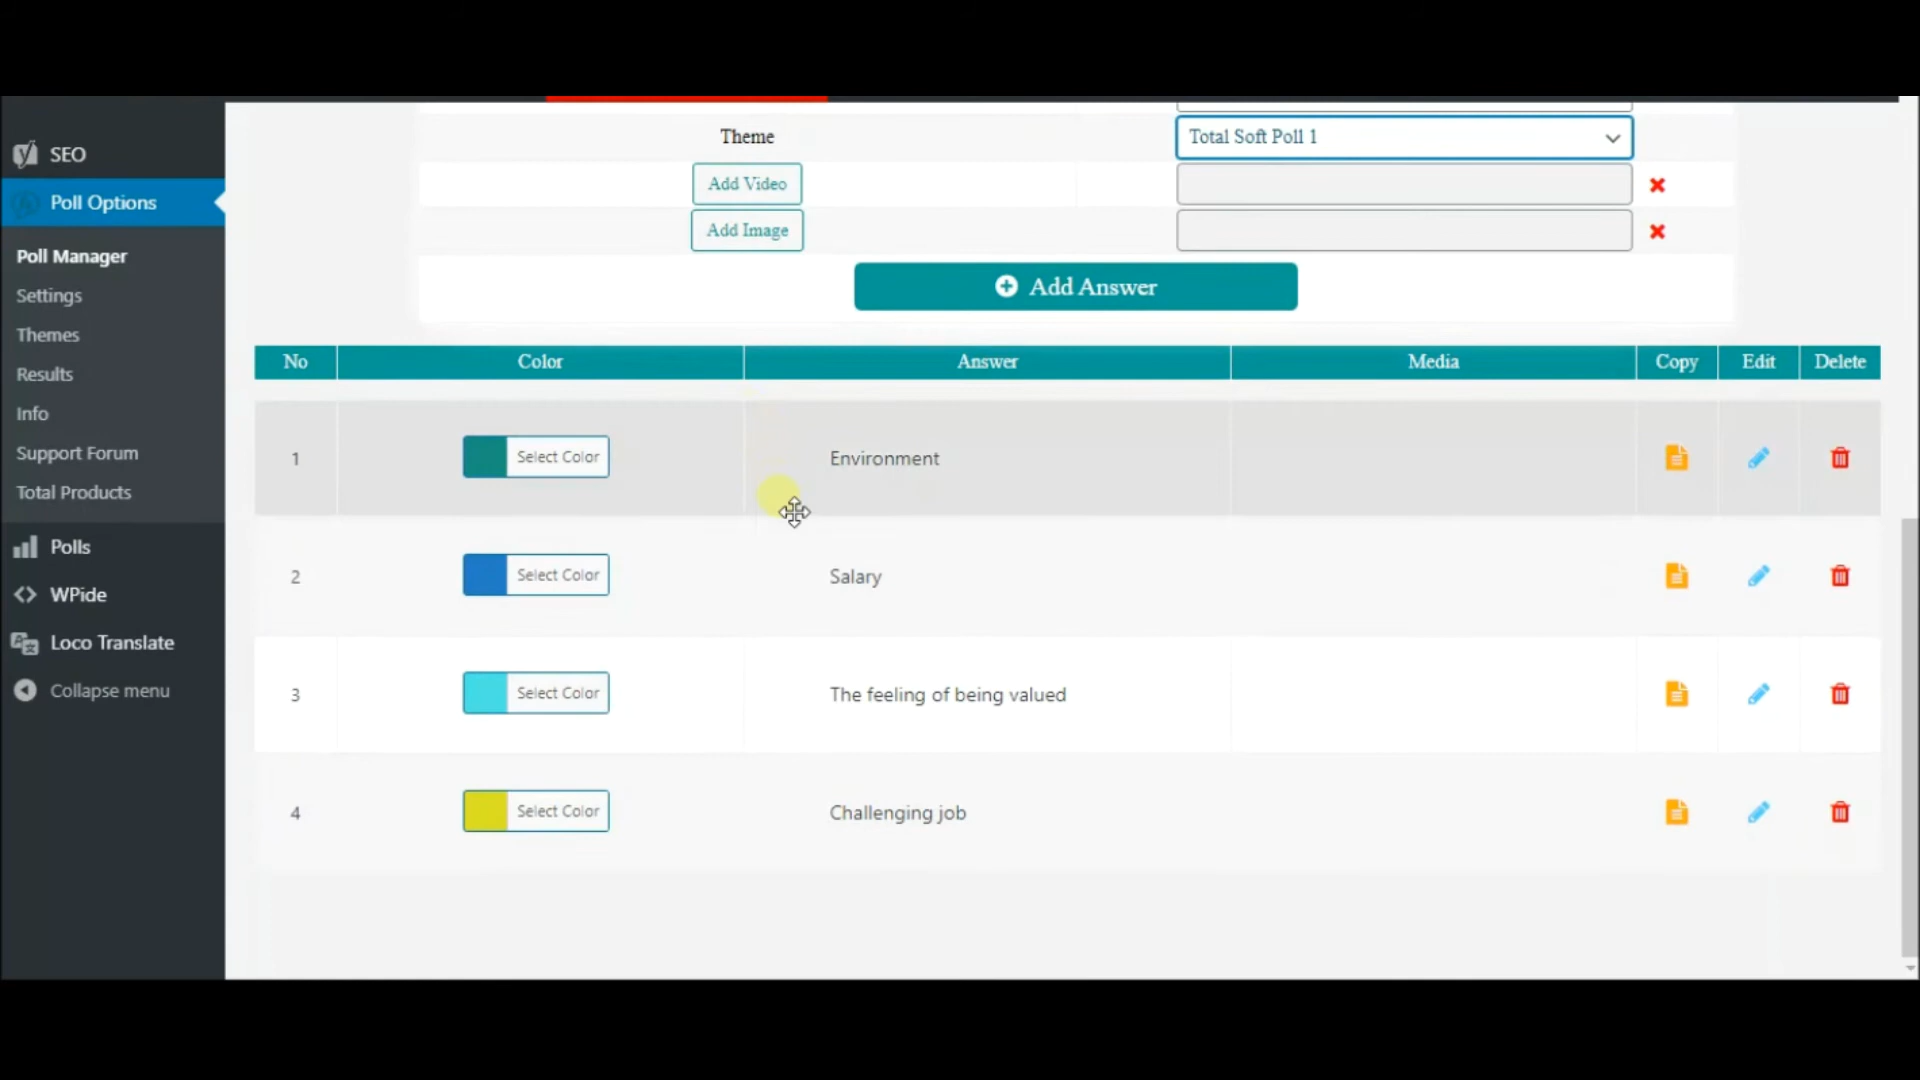 SEO
Poll Options
Poll Manager
Settings
Themes
Results
Info
Support Forum
Total Products
Polls
WPide
Loco Translate
Collapse menu
Theme
Total Soft Poll 1
Add Video
Add Image
Add Answer
No Color Answer Media Copy Edit Delete
1 Select Color Environment
2 Select Color Salary
3 Select Color The feeling of being valued
4 Select Color Challenging job